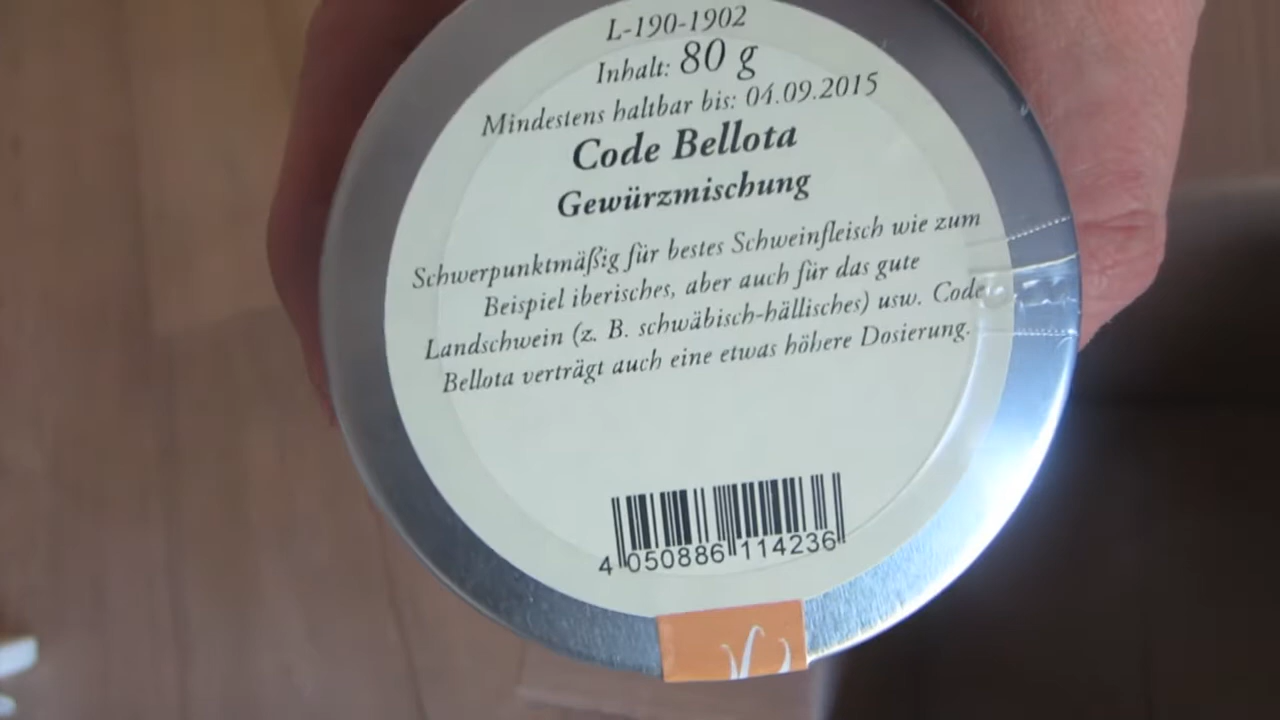 L-190-1902
Inhalt: 80 g
Mindestens haltbar bis: 04.09.2015
Code Bellota
Gewürzmischung
Schwerpunktmäßig für bestes Schweinfleisch wie zum
Beispiel iberisches, aber auch für das gute
Landschwein (z. B. schwäbisch-hällisches) usw. Code
Bellota verträgt auch eine etwas höhere Dosierung.
4 050886 114236